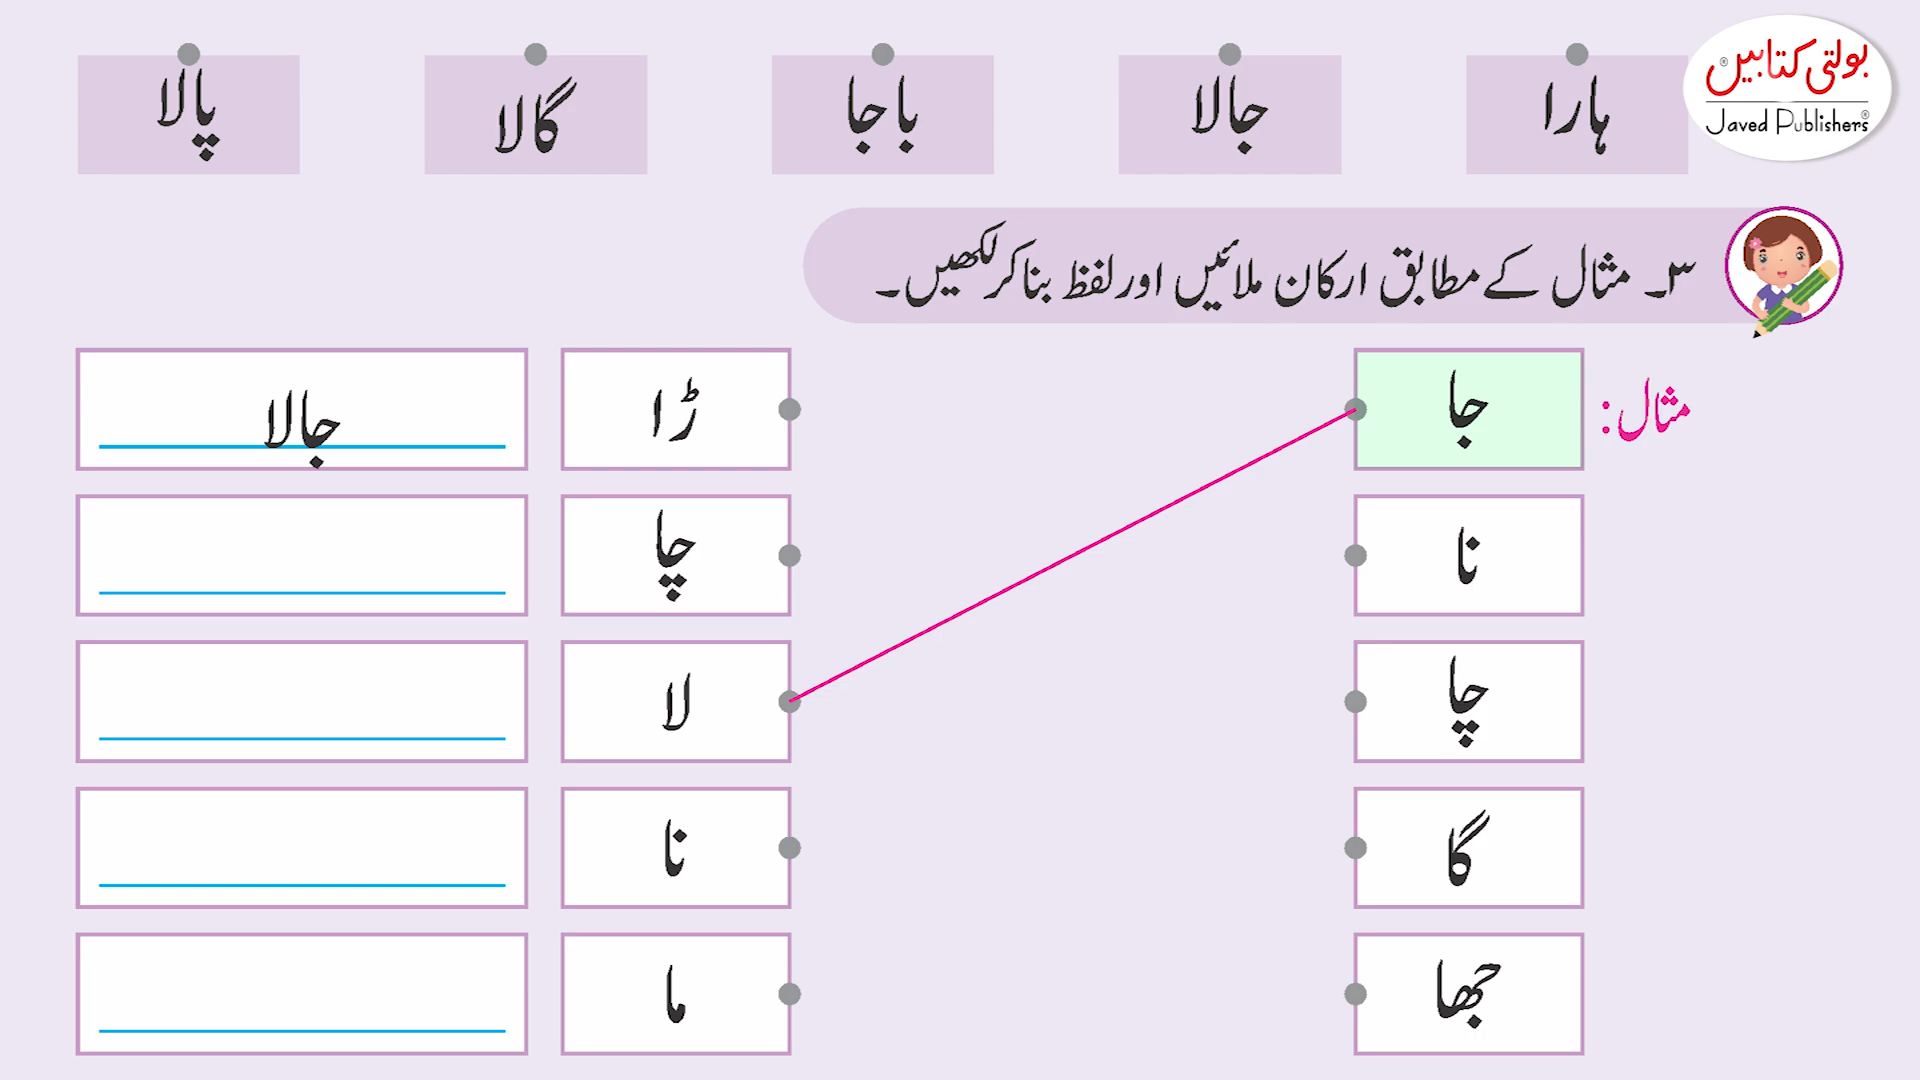 ہارا جالا باجا گالا پالا
بولتی کتابیں®
Javed Publishers®
۳۔ مثال کے مطابق ارکان ملائیں اور لفظ بنا کر لکھیں۔
مثال: جا ڑا جالا
نا چا
چا لا
گا نا
جھا ما